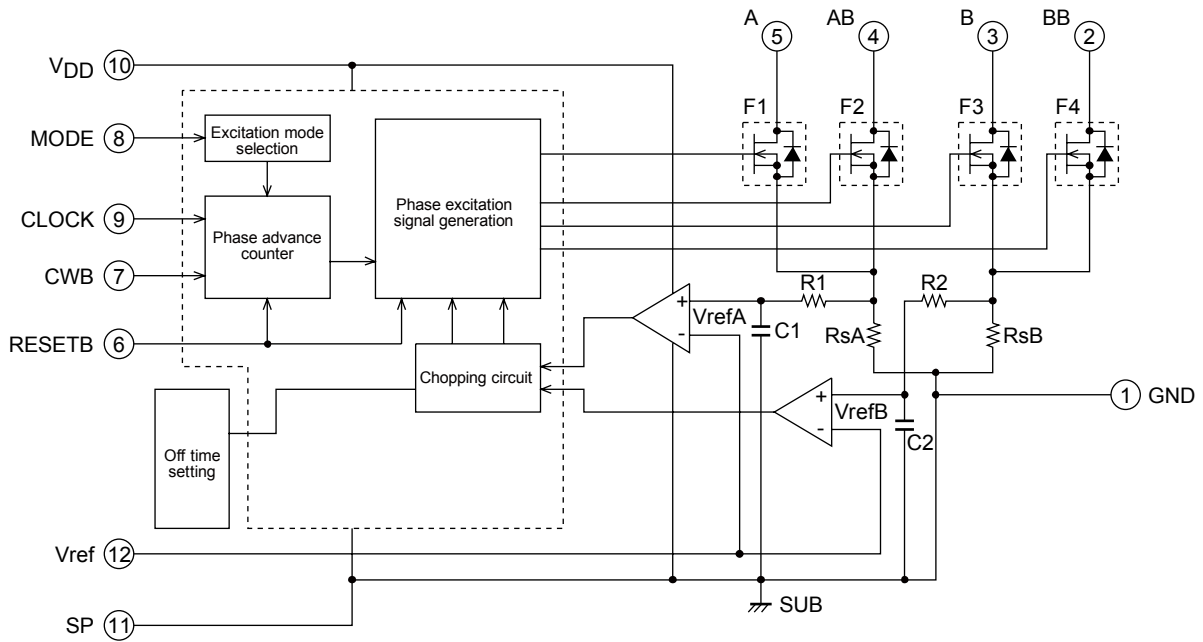 A
AB
B
BB
5
4
3
2
VDD 10
F1
F2
F3
F4
MODE 8
Excitation mode
selection
CLOCK 9
Phase advance
counter
Phase excitation
signal generation
CWB 7
R1
R2
+
-
VrefA
C1
RsA
RsB
RESETB 6
Chopping circuit
+
-
VrefB
C2
1 GND
Off time
setting
Vref 12
SUB
SP 11